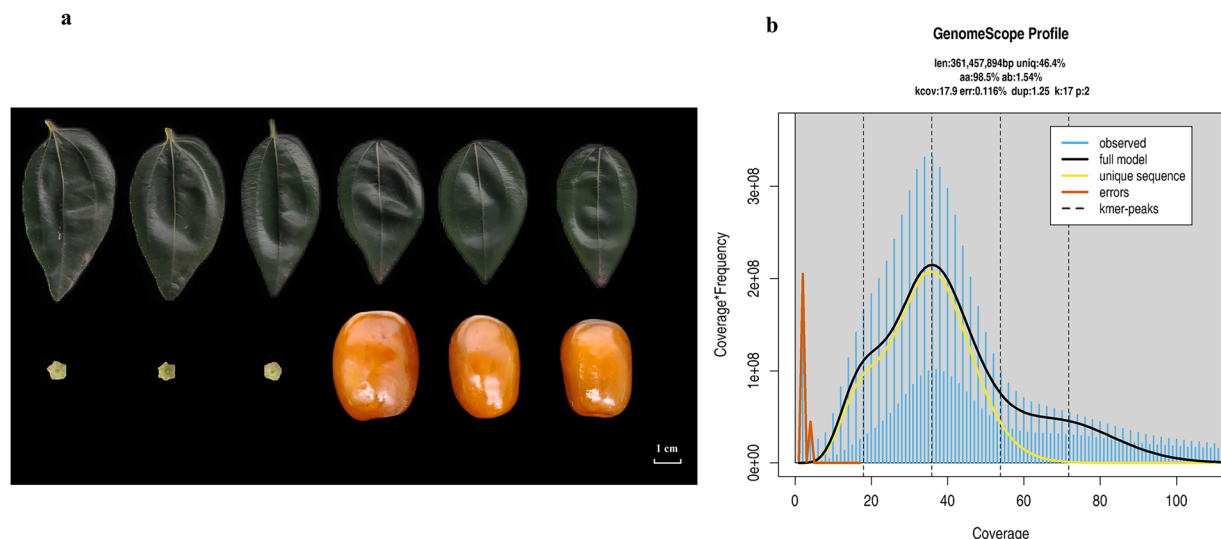 a
1 cm
b
GenomeScope Profile
len:361,457,894bp uniq:46.4%
aa:98.5% ab:1.54%
kcov:17.9 err:0.116% dup:1.25 k:17 p:2
observed
full model
unique sequence
errors
kmer-peaks
Coverage*Frequency
3e+08
2e+08
1e+08
0e+00
0 20 40 60 80 100
Coverage